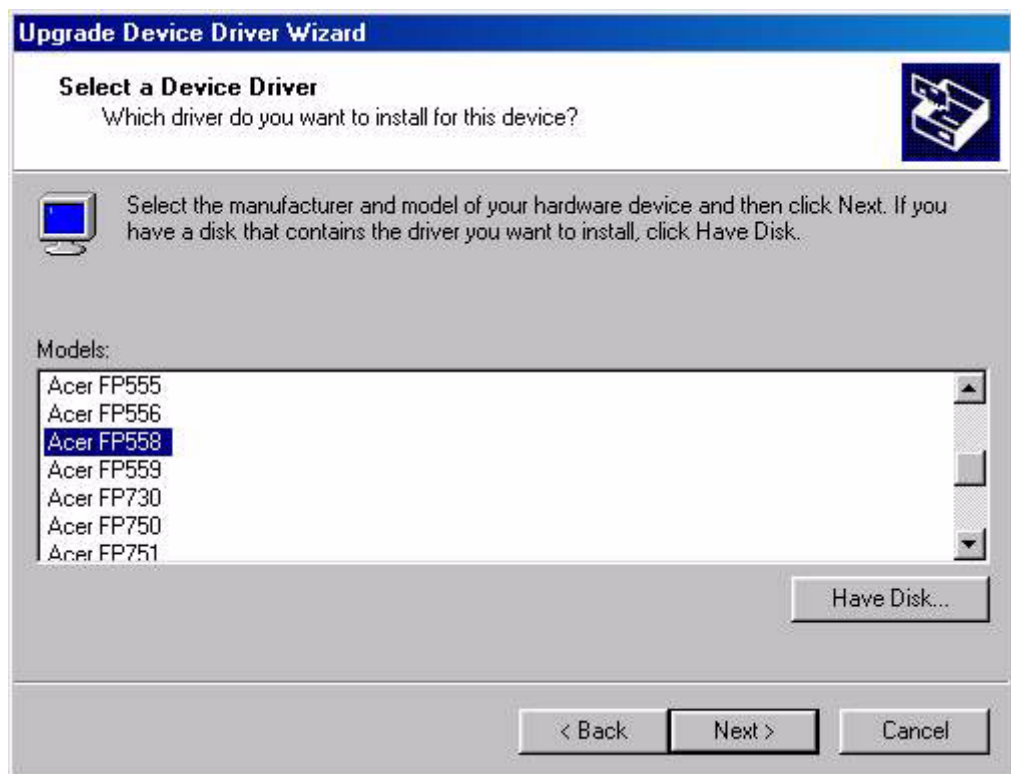 Upgrade Device Driver Wizard
Select a Device Driver
Which driver do you want to install for this device?
Select the manufacturer and model of your hardware device and then click Next. If you
have a disk that contains the driver you want to install, click Have Disk.
Models:
Acer FP555
Acer FP556
Acer FP558
Acer FP559
Acer FP730
Acer FP750
Acer FP751
Have Disk...
< Back
Next >
Cancel